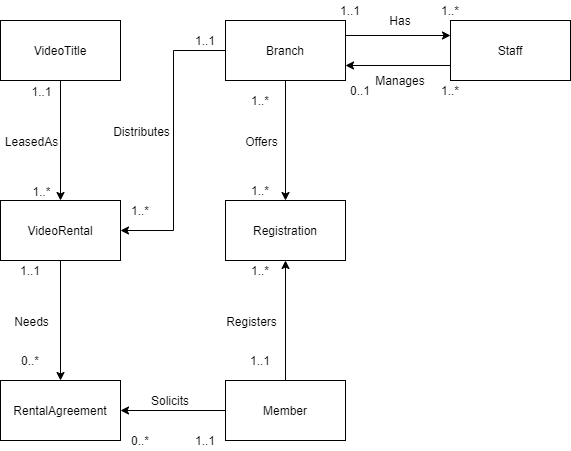 1..1 Has 1..*
VideoTitle Branch Staff
1..1
Manages
1..1 1..* 0..1 1..*
Distributes
LeasedAs Offers
1..* 1..* 1..*
VideoRental Registration
1..1 1..*
Needs Registers
0..* 1..1
Solicits
RentalAgreement Member
0..* 1..1